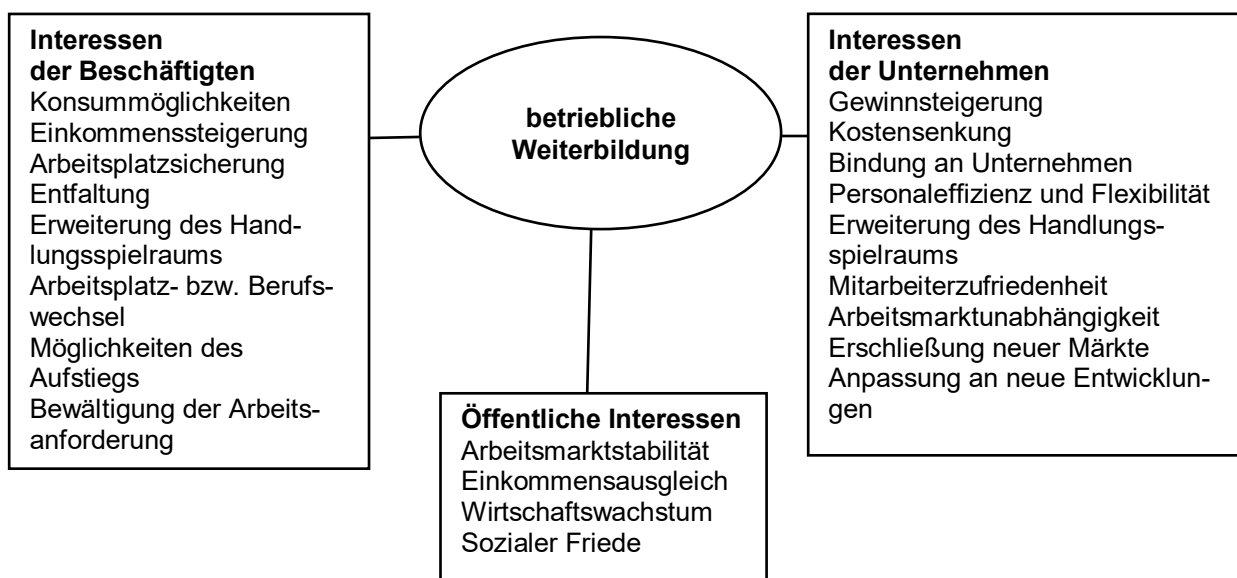 Interessen
der Beschäftigten
Konsummöglichkeiten
Einkommenssteigerung
Arbeitsplatzsicherung
Entfaltung
Erweiterung des Hand-
lungsspielraums
Arbeitsplatz- bzw. Berufs-
wechsel
Möglichkeiten des
Aufstiegs
Bewältigung der Arbeits-
anforderung
betriebliche
Weiterbildung
Interessen
der Unternehmen
Gewinnsteigerung
Kostensenkung
Bindung an Unternehmen
Personaleffizienz und Flexibilität
Erweiterung des Handlungs-
spielraums
Mitarbeiterzufriedenheit
Arbeitsmarktunabhängigkeit
Erschließung neuer Märkte
Anpassung an neue Entwicklun-
gen
Öffentliche Interessen
Arbeitsmarktstabilität
Einkommensausgleich
Wirtschaftswachstum
Sozialer Friede